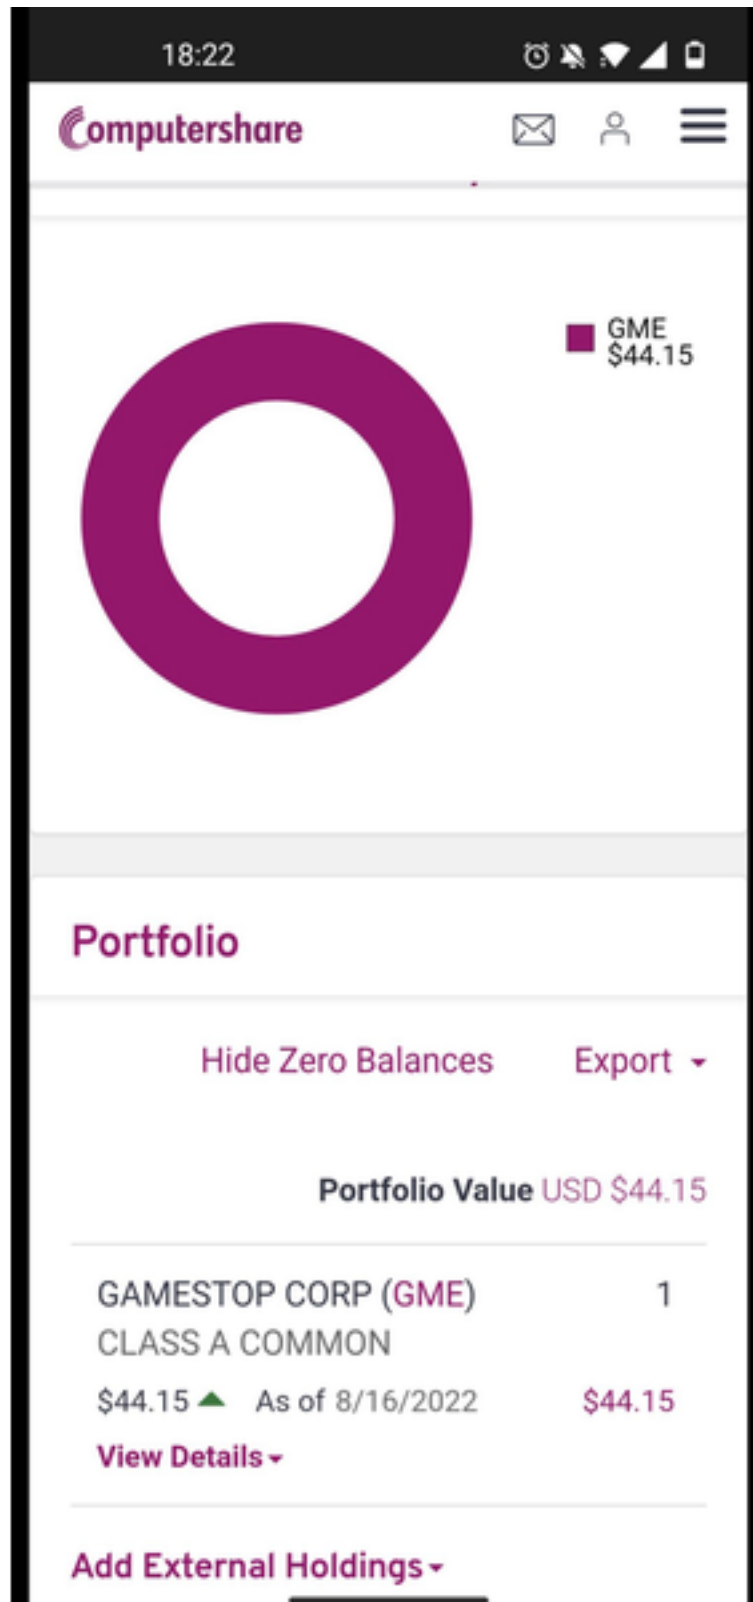 18:22
Computershare
GME
$44.15
Portfolio
Hide Zero Balances Export
Portfolio Value USD $44.15
GAMESTOP CORP (GME) 1
CLASS A COMMON
$44.15 As of 8/16/2022 $44.15
View Details
Add External Holdings